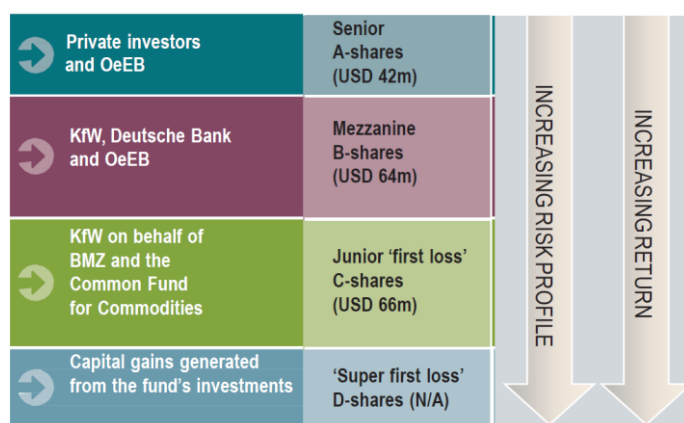 Private investors
and OeEB
Senior
A-shares
(USD 42m)
KfW, Deutsche Bank
and OeEB
Mezzanine
B-shares
(USD 64m)
KfW on behalf of
BMZ and the
Common Fund
for Commodities
Junior ‘first loss’
C-shares
(USD 66m)
Capital gains generated
from the fund’s investments
‘Super first loss’
D-shares (N/A)
INCREASING RISK PROFILE
INCREASING RETURN